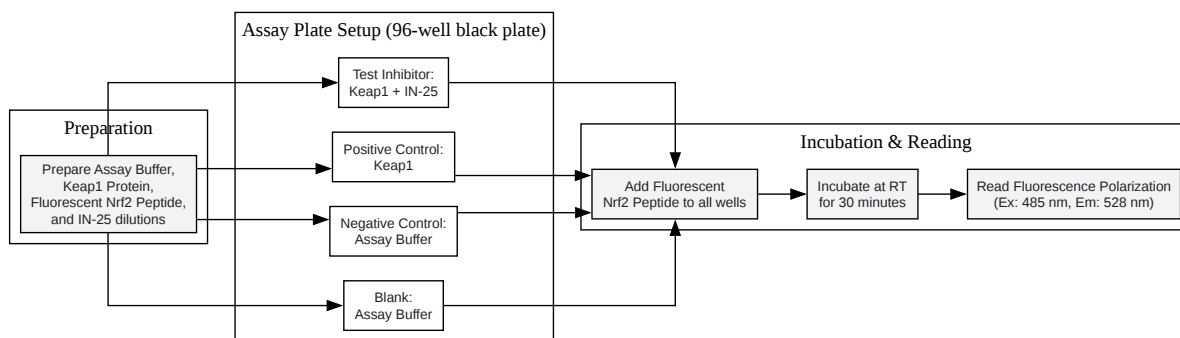 Assay Plate Setup (96-well black plate)
Test Inhibitor:
Keap1 + IN-25
Preparation
Positive Control:
Keap1
Incubation & Reading
Prepare Assay Buffer,
Keap1 Protein,
Fluorescent Nrf2 Peptide,
and IN-25 dilutions
Add Fluorescent
Nrf2 Peptide to all wells
Incubate at RT
for 30 minutes
Read Fluorescence Polarization
(Ex: 485 nm, Em: 528 nm)
Negative Control:
Assay Buffer
Blank:
Assay Buffer